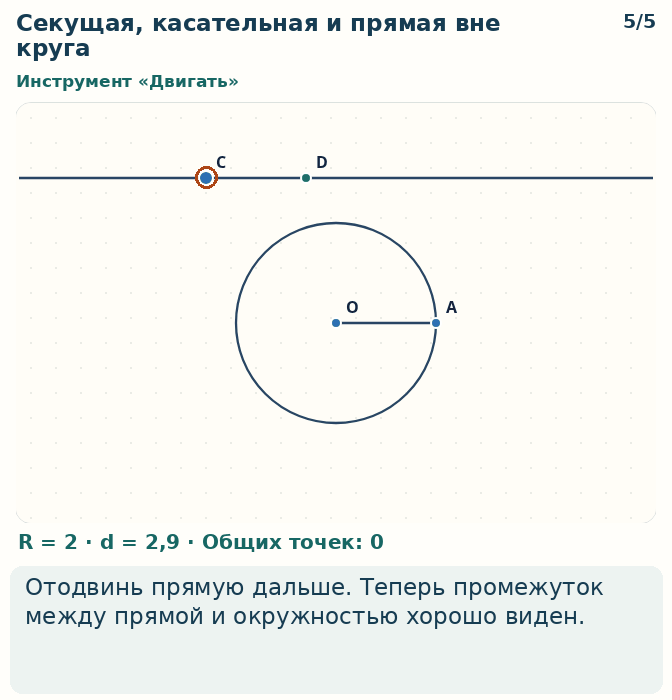 Секущая, касательная и прямая вне
круга
5/5
Инструмент «Двигать»
C
D
O
A
R = 2 · d = 2,9 · Общих точек: 0
Отодвинь прямую дальше. Теперь промежуток
между прямой и окружностью хорошо виден.